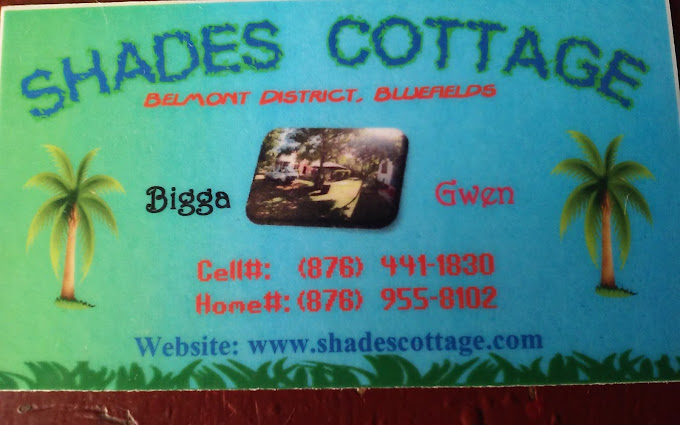 SHADES COTTAGE
BELMONT DISTRICT, BLUEFIELDS
Bigga Gwen
Cell#: (876) 441-1830
Home#: (876) 955-8102
Website: www.shadescottage.com